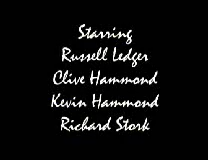 Starring
Russell Ledger
Clive Hammond
Kevin Hammond
Richard Stork